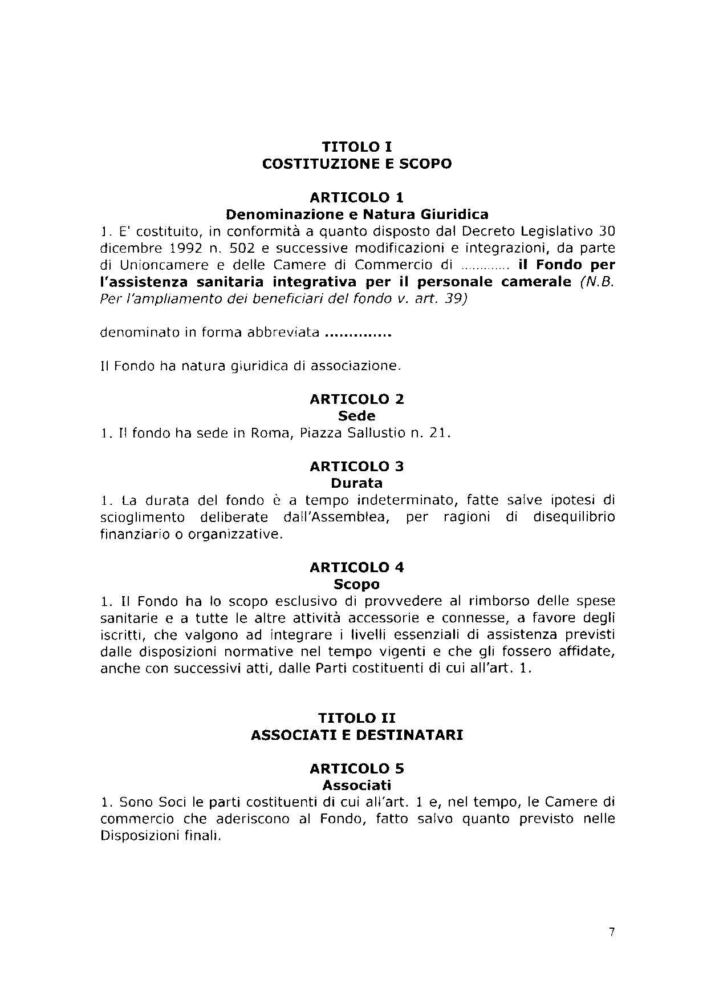 TITOLO I
COSTITUZIONE E SCOPO
ARTICOLO 1
Denominazione e Natura Giuridica
1. E' costituito, in conformità a quanto disposto dal Decreto Legislativo 30
dicembre 1992 n. 502 e successive modificazioni e integrazioni, da parte
di Unioncamere e delle Camere di Commercio di ............. il Fondo per
l'assistenza sanitaria integrativa per il personale camerale (N.B.
Per l'ampliamento dei beneficiari del fondo v. art. 39)
denominato in forma abbreviata ..............
Il Fondo ha natura giuridica di associazione.
ARTICOLO 2
Sede
1. Il fondo ha sede in Roma, Piazza Sallustio n. 21.
ARTICOLO 3
Durata
1. La durata del fondo è a tempo indeterminato, fatte salve ipotesi di
scioglimento deliberate dall'Assemblea, per ragioni di disequilibrio
finanziario o organizzative.
ARTICOLO 4
Scopo
1. Il Fondo ha lo scopo esclusivo di provvedere al rimborso delle spese
sanitarie e a tutte le altre attività accessorie e connesse, a favore degli
iscritti, che valgono ad integrare i livelli essenziali di assistenza previsti
dalle disposizioni normative nel tempo vigenti e che gli fossero affidate,
anche con successivi atti, dalle Parti costituenti di cui all'art. 1.
TITOLO II
ASSOCIATI E DESTINATARI
ARTICOLO 5
Associati
1. Sono Soci le parti costituenti di cui all'art. 1 e, nel tempo, le Camere di
commercio che aderiscono al Fondo, fatto salvo quanto previsto nelle
Disposizioni finali.
7